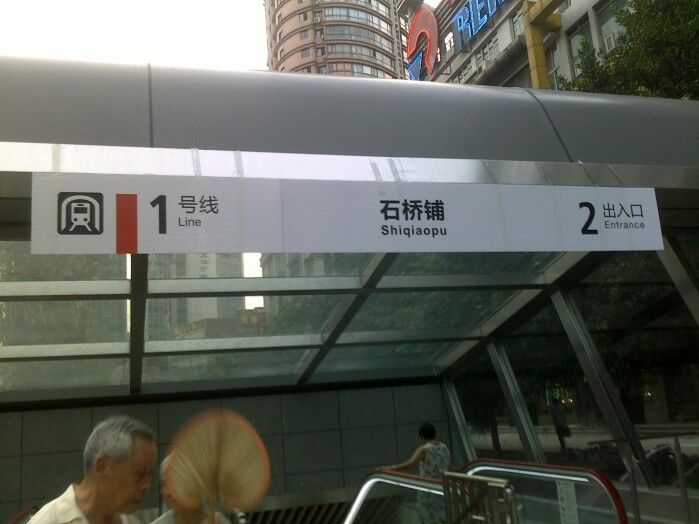 1 号线
Line
石桥铺
Shiqiaopu
2 出入口
Entrance